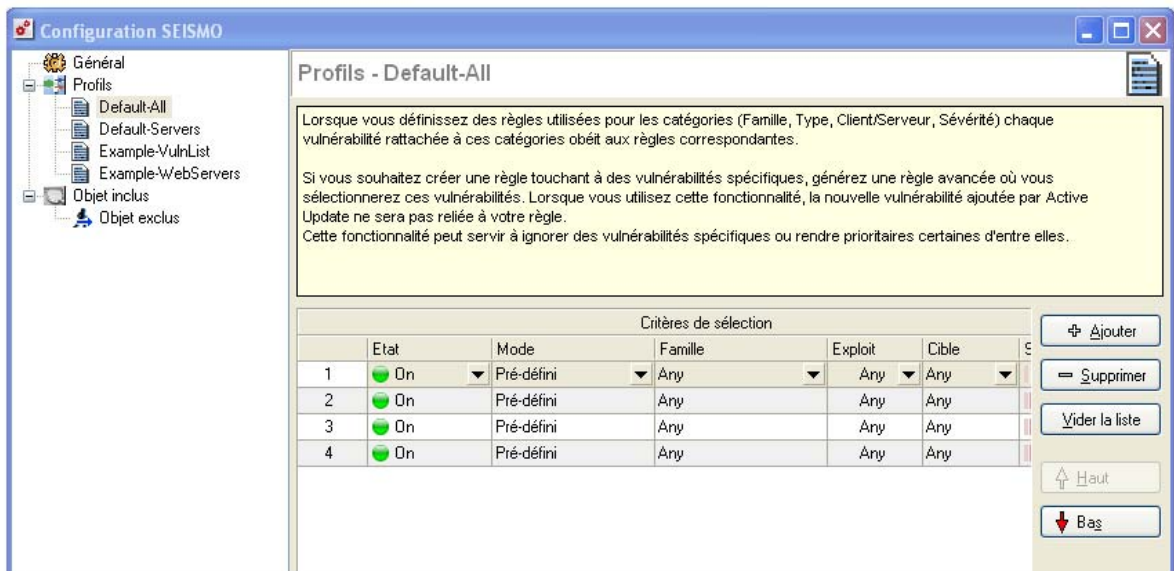 Configuration SEISMO
Général
Profils
Default-All
Default-Servers
Example-VulnList
Example-WebServers
Objet inclus
Objet exclus
Profils - Default-All
Lorsque vous définissez des règles utilisées pour les catégories (Famille, Type, Client/Serveur, Sévérité) chaque
vulnérabilité rattachée à ces catégories obéit aux règles correspondantes.
Si vous souhaitez créer une règle touchant à des vulnérabilités spécifiques, générez une règle avancée où vous
sélectionnerez ces vulnérabilités. Lorsque vous utilisez cette fonctionnalité, la nouvelle vulnérabilité ajoutée par Active
Update ne sera pas reliée à votre règle.
Cette fonctionnalité peut servir à ignorer des vulnérabilités spécifiques ou rendre prioritaires certaines d'entre elles.
Critères de sélection
Etat Mode Famille Exploit Cible
1 On Pré-défini Any Any Any
2 On Pré-défini Any Any Any
3 On Pré-défini Any Any Any
4 On Pré-défini Any Any Any
Ajouter
Supprimer
Vider la liste
Haut
Bas